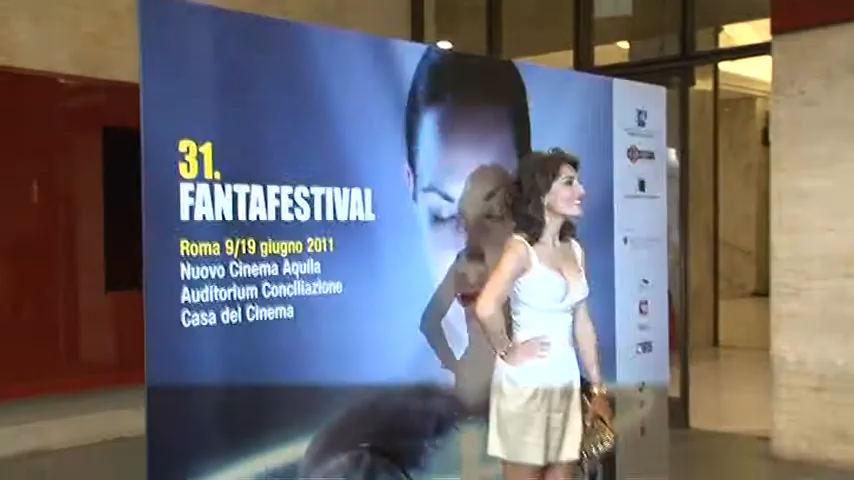 31.
FANTAFESTIVAL
Roma 9/19 giugno 2011
Nuovo Cinema Aquila
Auditorium Conciliazione
Casa del Cinema